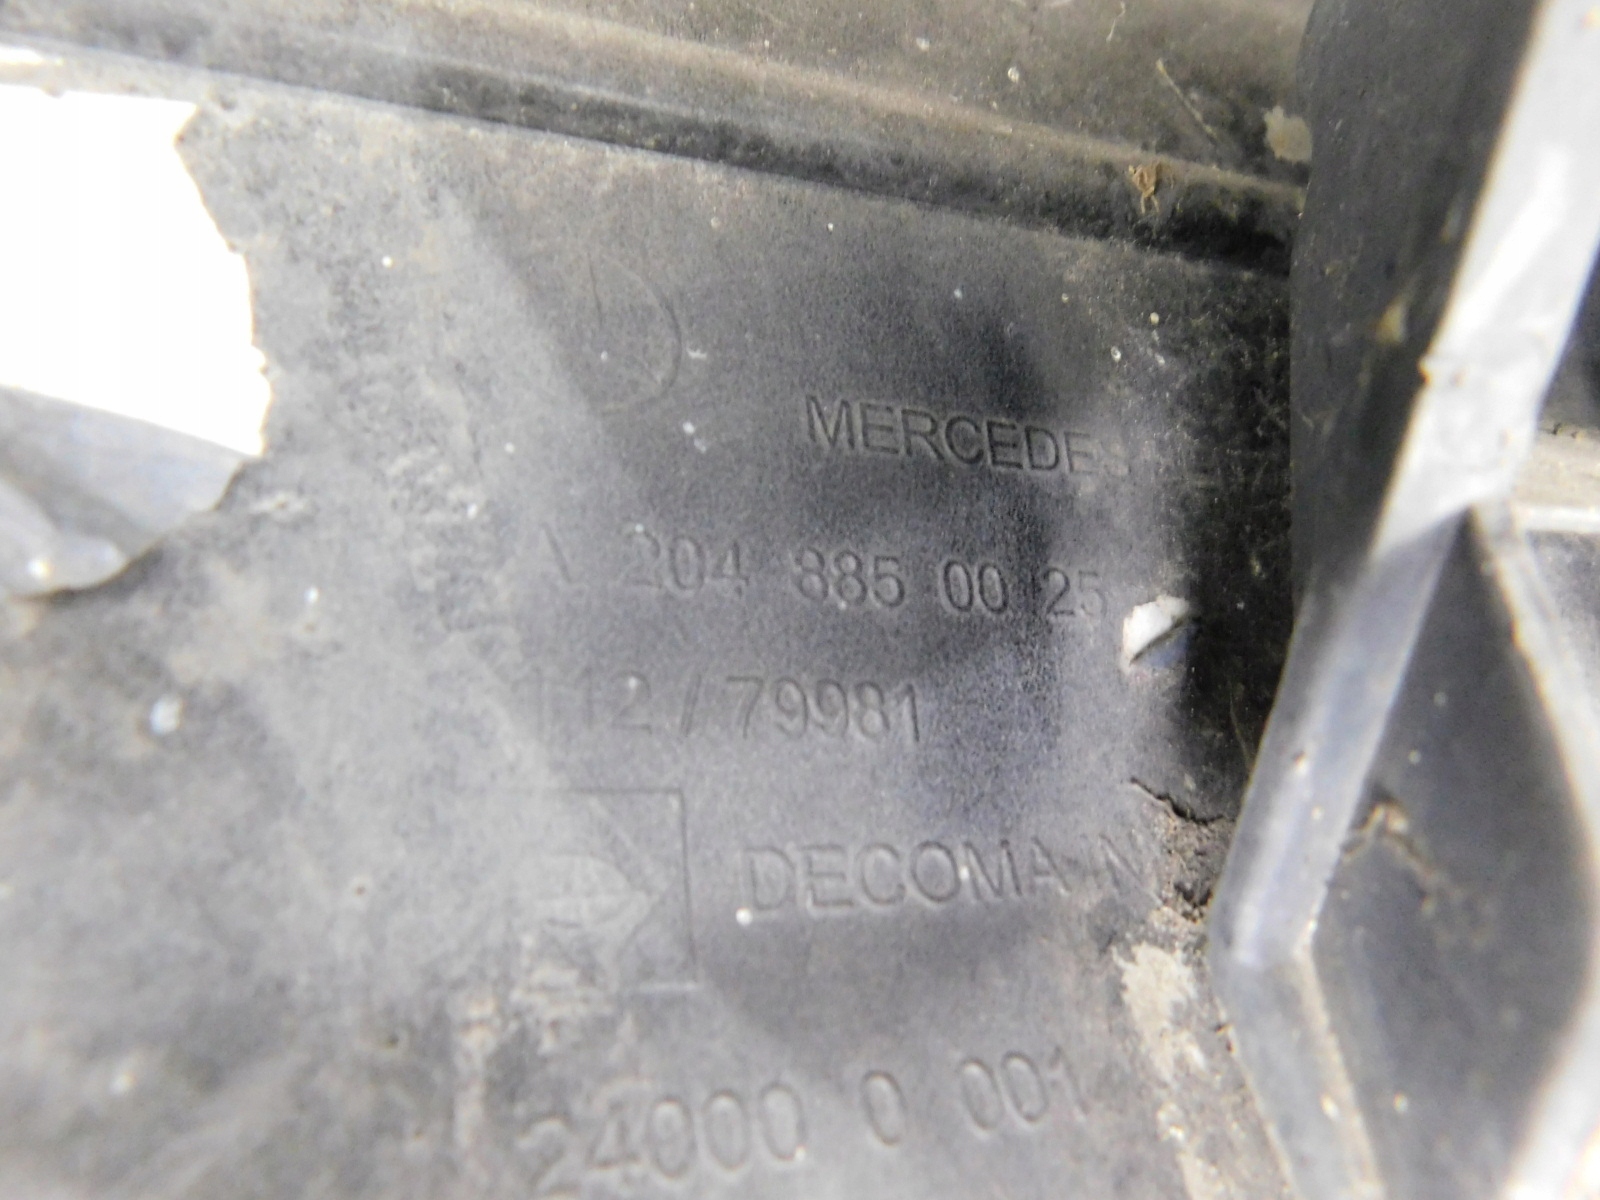 MERCEDES
A 204 885 00 25
112 / 79981
DECOMA
24000 0 001